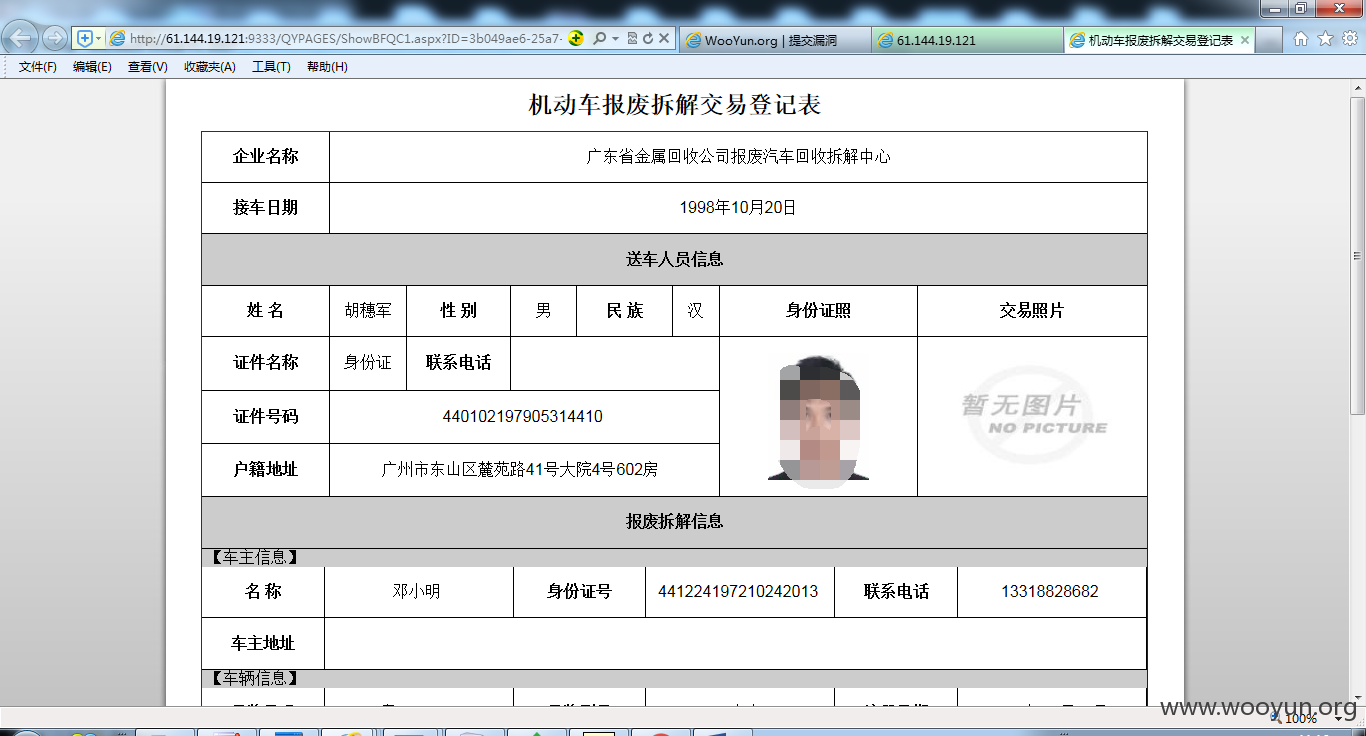 http://61.144.19.121:9333/QYPAGES/ShowBFQC1.aspx?ID=3b049ae6-25a7-
WooYun.org | 提交漏洞
61.144.19.121
机动车报废拆解交易登记表
文件(F) 编辑(E) 查看(V) 收藏夹(A) 工具(T) 帮助(H)
机动车报废拆解交易登记表
企业名称 广东省金属回收公司报废汽车回收拆解中心
接车日期 1998年10月20日
送车人员信息
姓 名 胡穗军 性 别 男 民 族 汉 身份证照 交易照片
证件名称 身份证 联系电话
暂无图片
NO PICTURE
证件号码 440102197905314410
户籍地址 广州市东山区麓苑路41号大院4号602房
报废拆解信息
【车主信息】
名 称 邓小明 身份证号 441224197210242013 联系电话 13318828682
车主地址
【车辆信息】
www.wooyun.org
100%